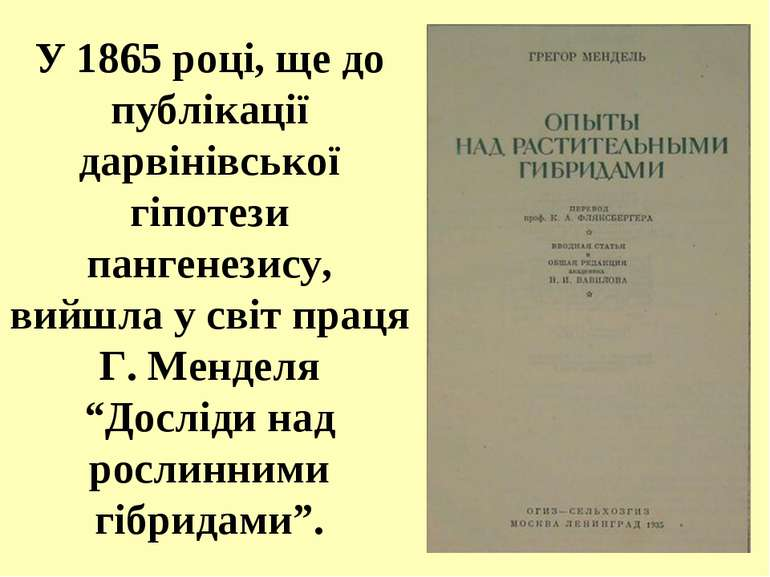 У 1865 році, ще до
публікації
дарвінівської
гіпотези
пангенезису,
вийшла у світ праця
Г. Менделя
“Досліди над
рослинними
гібридами”.
ГРЕГОР МЕНДЕЛЬ
ОПЫТЫ
НАД РАСТИТЕЛЬНЫМИ
ГИБРИДАМИ
ПЕРЕВОД
проф. К. А. ФЛЯКСБЕРГЕРА
ВВОДНАЯ СТАТЬЯ
и
ОБЩАЯ РЕДАКЦИЯ
академика
Н. И. ВАВИЛОВА
ОГИЗ—СЕЛЬХОЗГИЗ
МОСКВА ЛЕНИНГРАД 1935